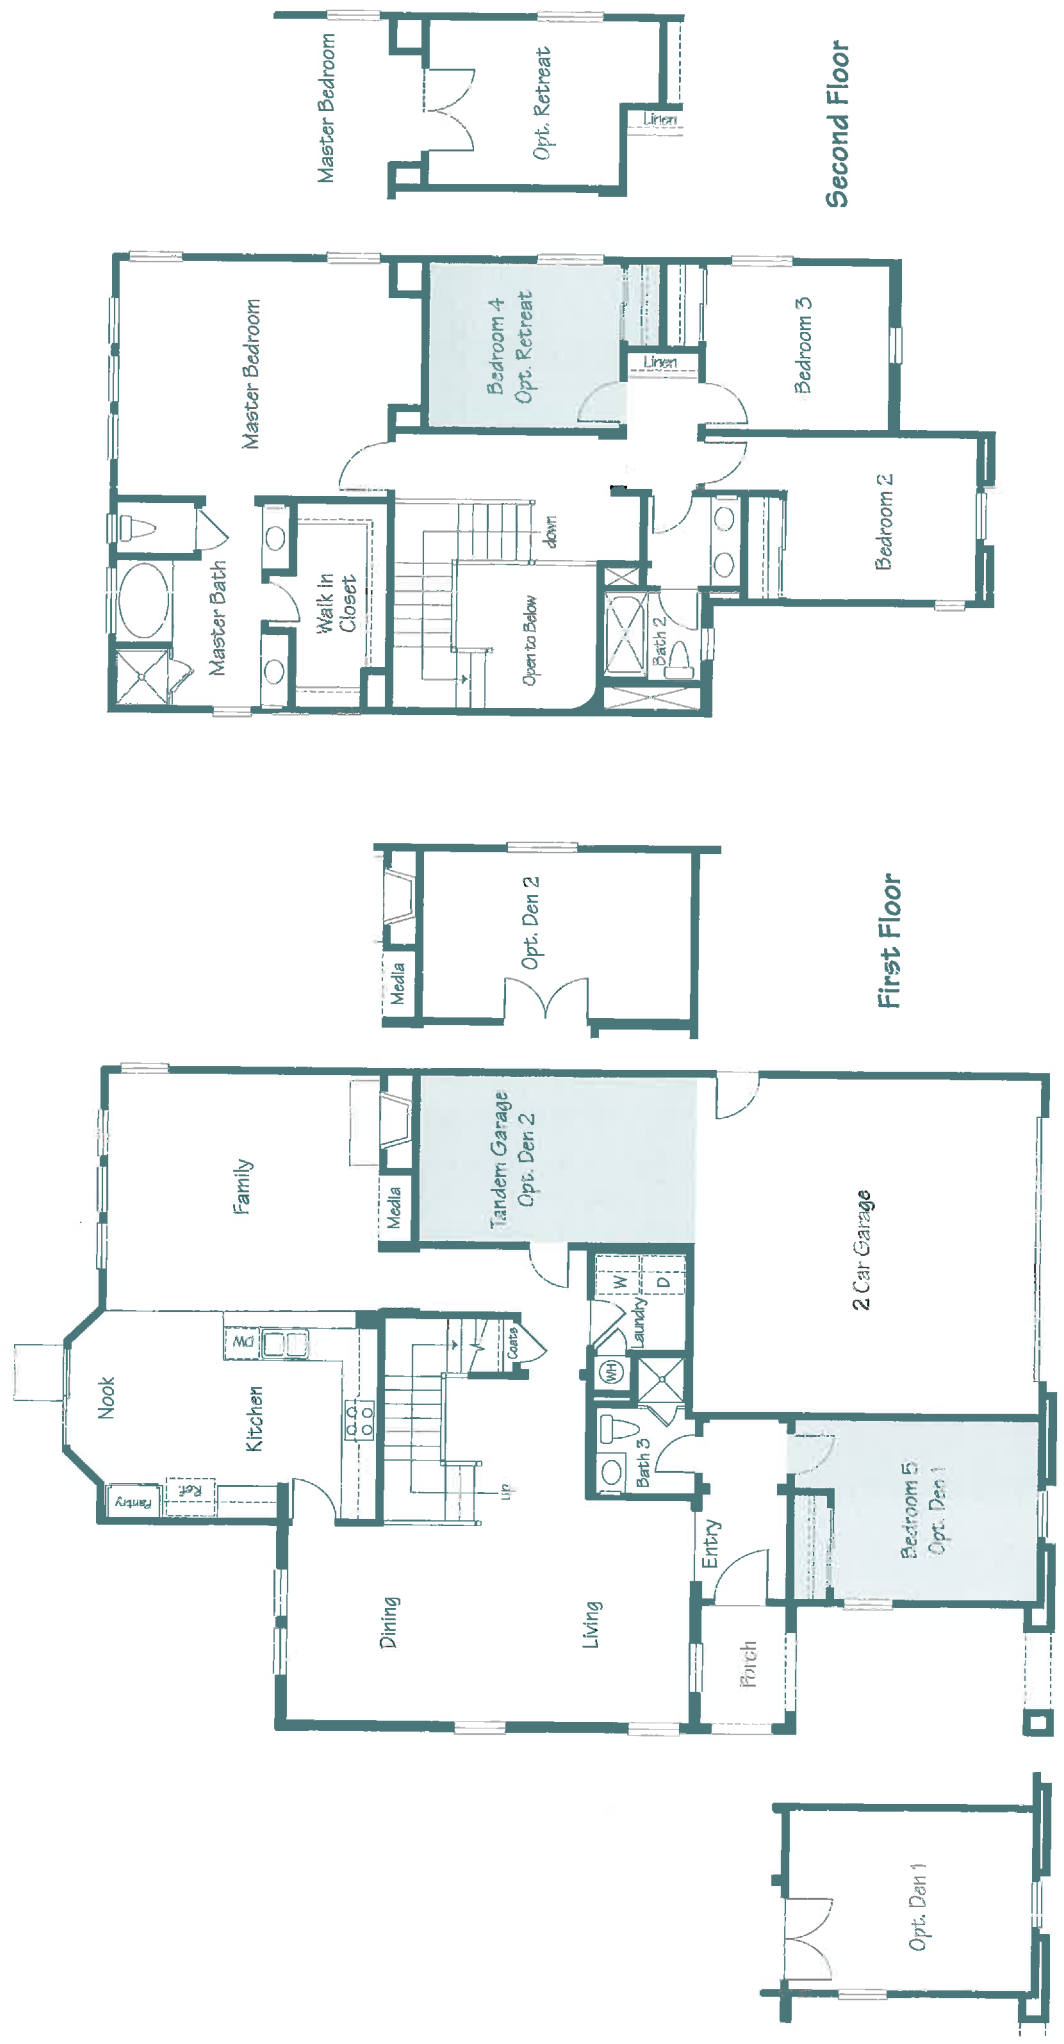 Master Bedroom
Opt. Retreat
Linen
Second Floor
Master Bedroom
Bedroom 4
Opt. Retreat
Linen
Bedroom 3
Master Bath
Walk in
Closet
down
Open to Below
Bath 2
Bedroom 2
Media
Opt. Den 2
First Floor
Family
Media
Tandem Garage
Opt. Den 2
2 Car Garage
W
D
Laundry
WH
Coats
Nook
DW
Kitchen
Pantry
Ref.
up
Bath 3
Entry
Bedroom 5
Opt. Den 1
Dining
Living
Porch
Opt. Den 1